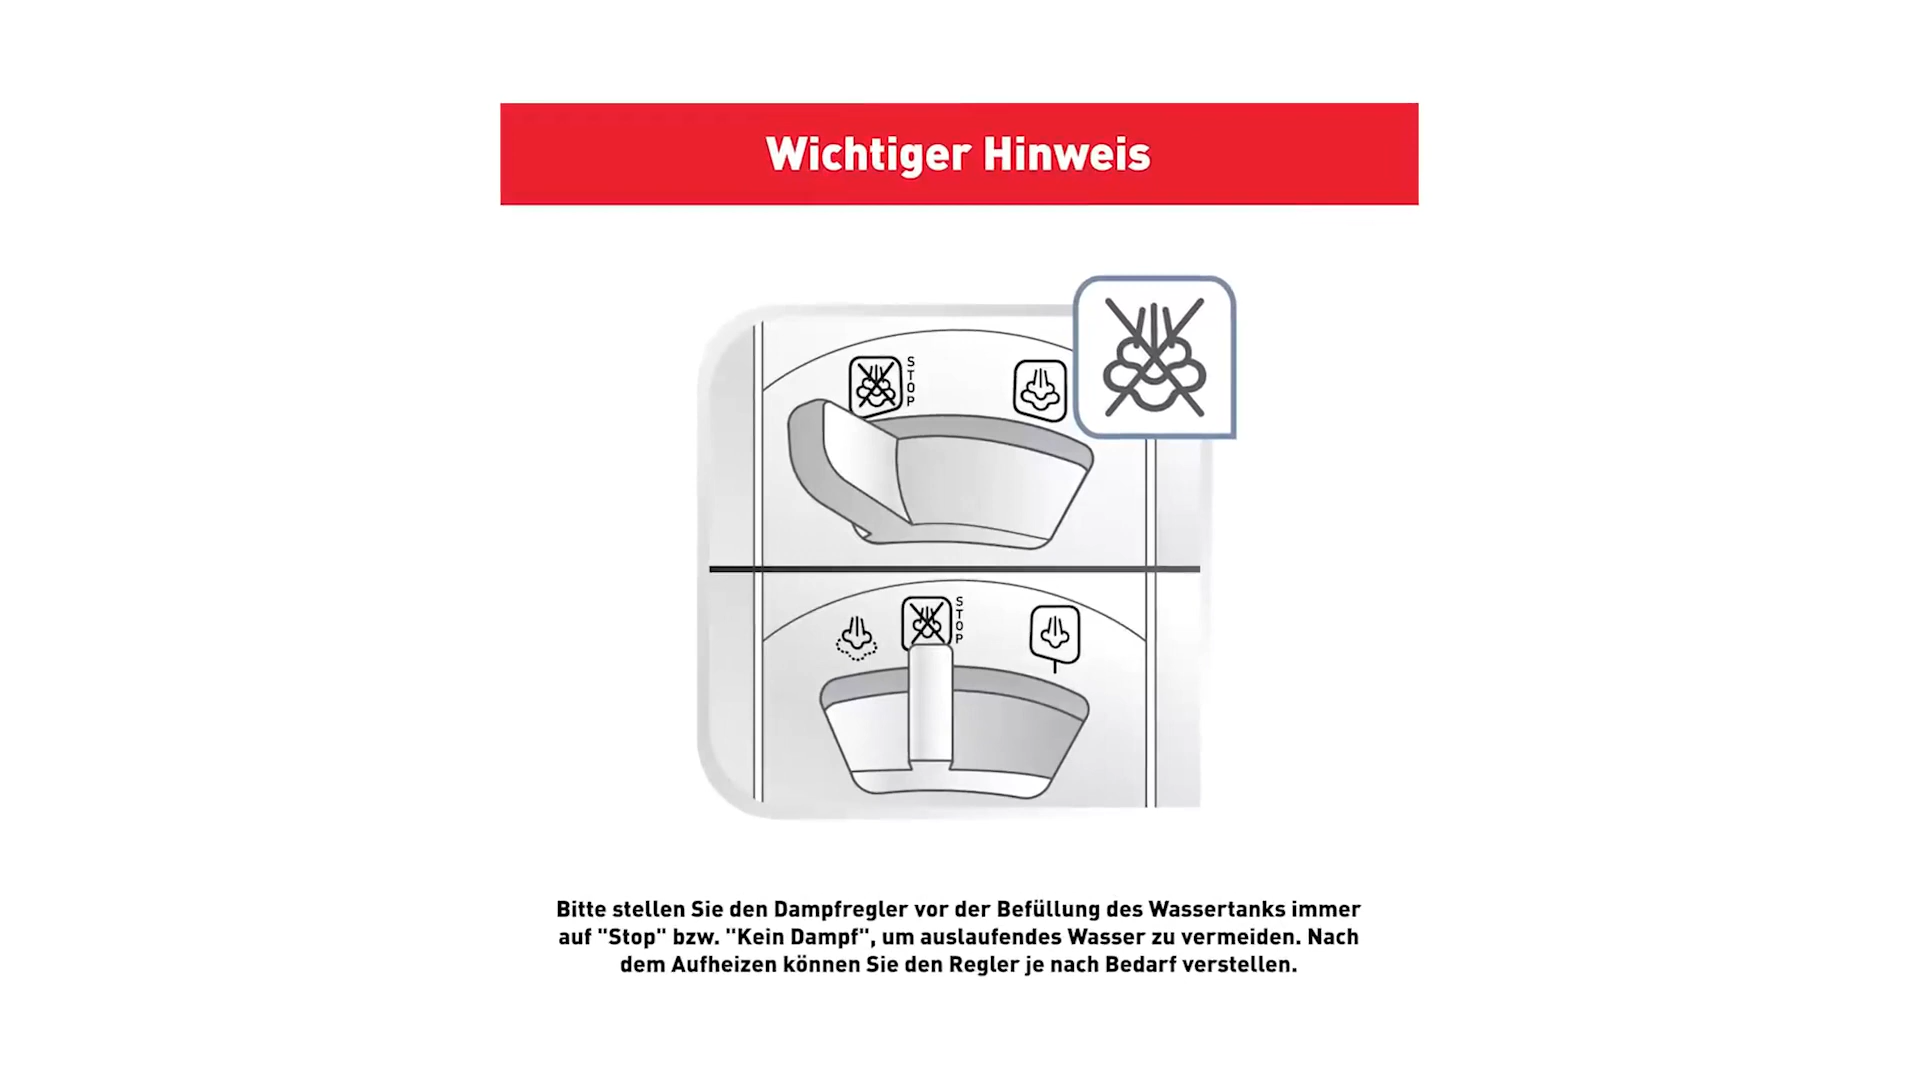 Wichtiger Hinweis
STOP
STOP
Bitte stellen Sie den Dampfregler vor der Befüllung des Wassertanks immer
auf "Stop" bzw. "Kein Dampf", um auslaufendes Wasser zu vermeiden. Nach
dem Aufheizen können Sie den Regler je nach Bedarf verstellen.